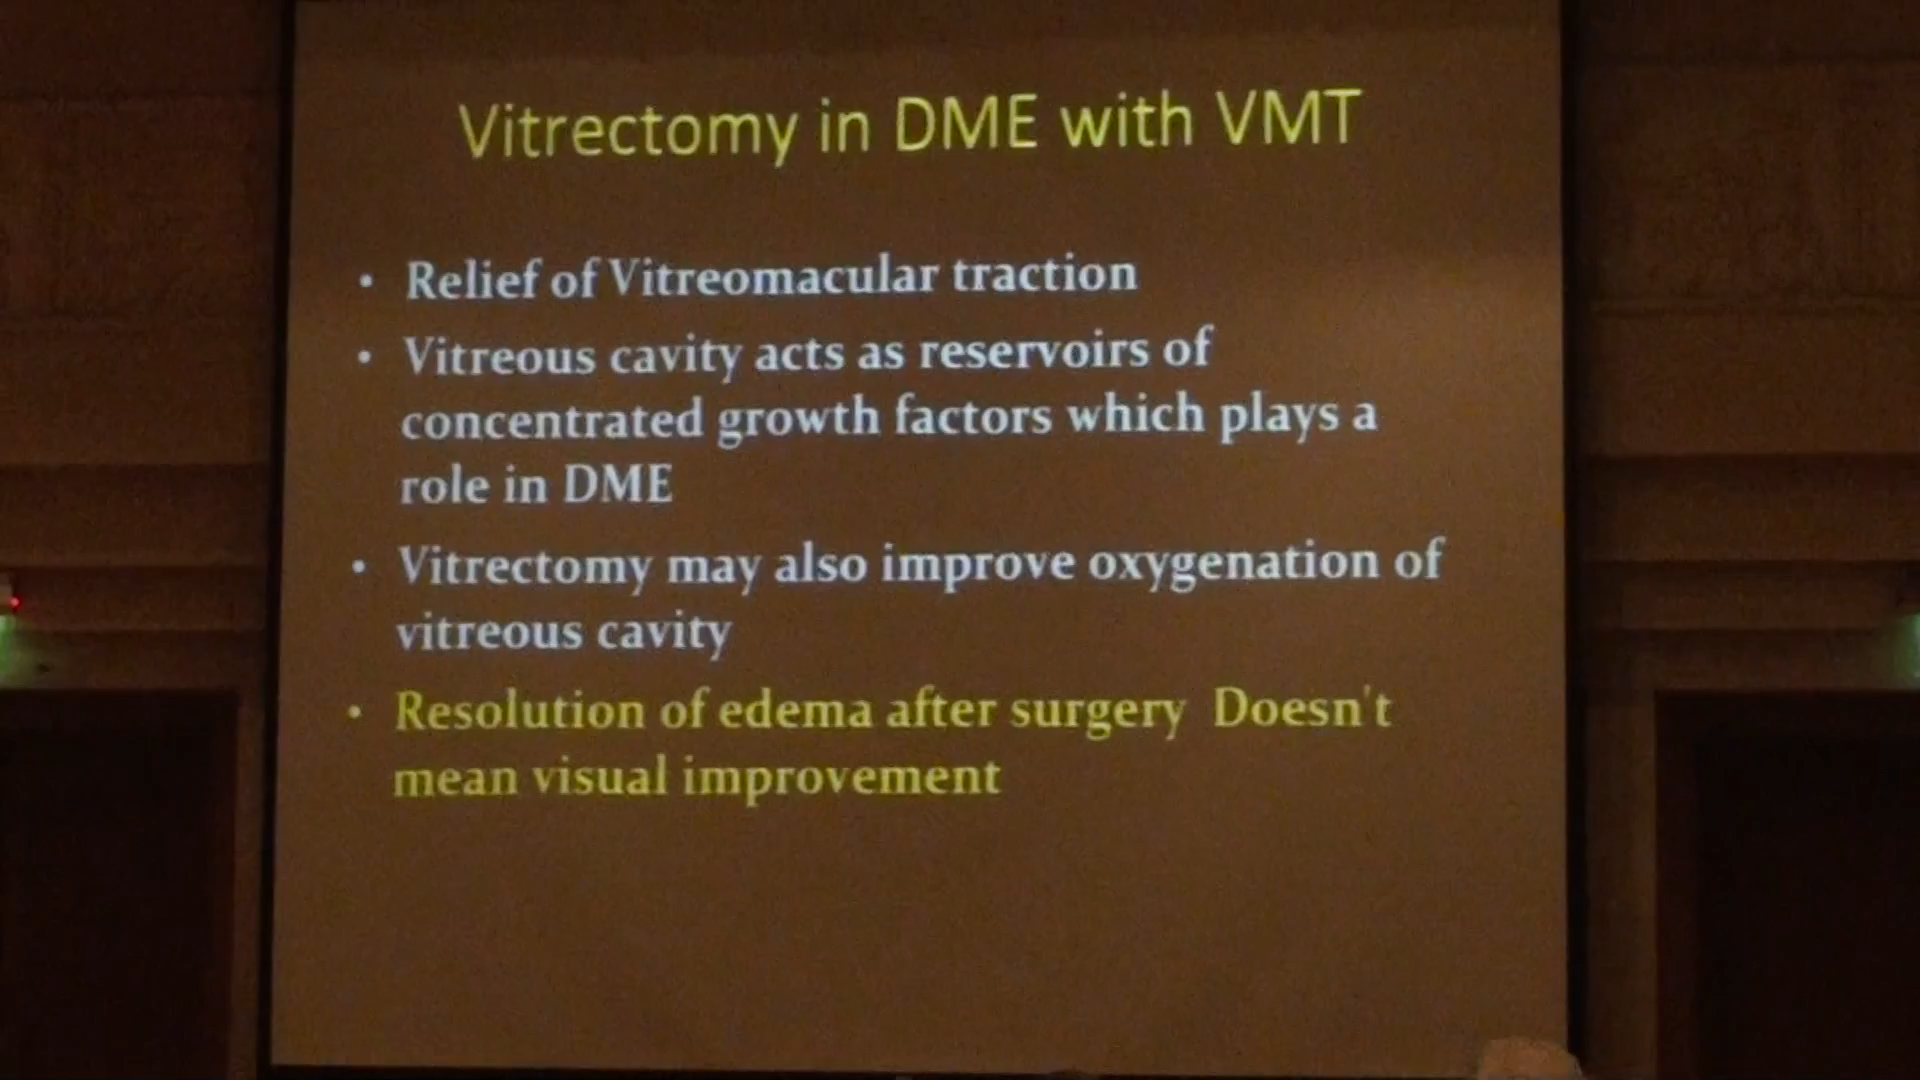 Vitrectomy in DME with VMT
• Relief of Vitreomacular traction
• Vitreous cavity acts as reservoirs of
concentrated growth factors which plays a
role in DME
• Vitrectomy may also improve oxygenation of
vitreous cavity
• Resolution of edema after surgery Doesn't
mean visual improvement